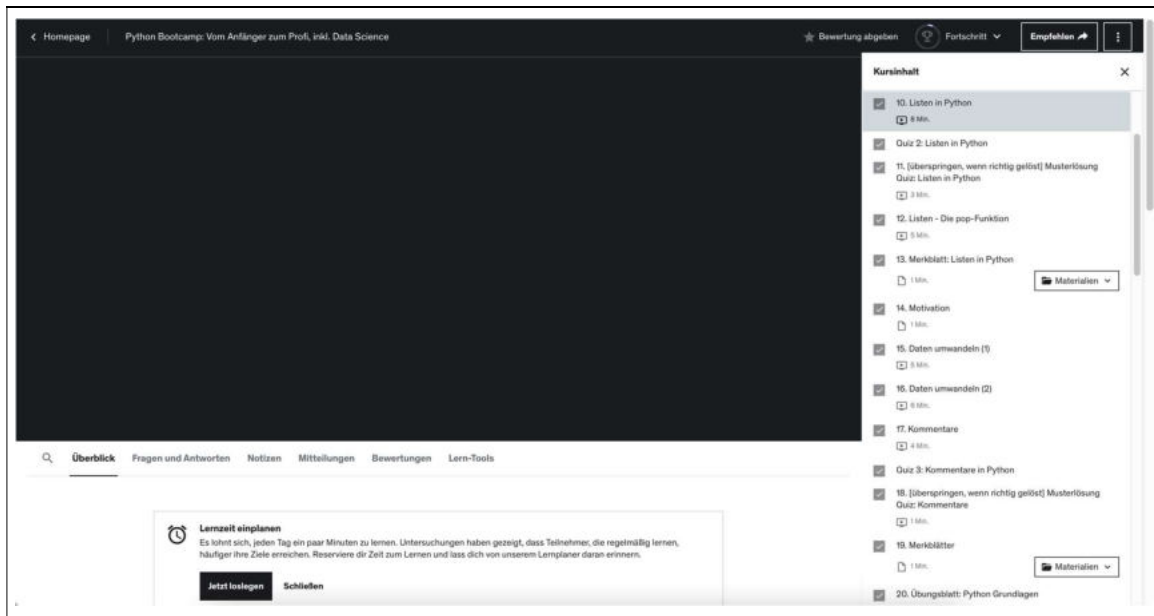 Homepage
Python Bootcamp: Vom Anfänger zum Profi, inkl. Data Science
Bewertung abgeben
Fortschritt
Empfehlen
Kursinhalt
10. Listen in Python
8 Min.
Quiz 2: Listen in Python
11. [überspringen, wenn richtig gelöst] Musterlösung
Quiz: Listen in Python
3 Min.
12. Listen - Die pop-Funktion
5 Min.
13. Merkblatt: Listen in Python
1 Min.
Materialien
14. Motivation
1 Min.
15. Daten umwandeln (1)
5 Min.
16. Daten umwandeln (2)
6 Min.
17. Kommentare
4 Min.
Quiz 3: Kommentare in Python
18. [überspringen, wenn richtig gelöst] Musterlösung
Quiz: Kommentare
1 Min.
19. Merkblätter
1 Min.
Materialien
20. Übungsblatt: Python Grundlagen
Überblick
Fragen und Antworten
Notizen
Mitteilungen
Bewertungen
Lern-Tools
Lernzeit einplanen
Es lohnt sich, jeden Tag ein paar Minuten zu lernen. Untersuchungen haben gezeigt, dass Teilnehmer, die regelmäßig lernen,
häufiger ihre Ziele erreichen. Reserviere dir Zeit zum Lernen und lass dich von unserem Lernplaner daran erinnern.
Jetzt loslegen
Schließen